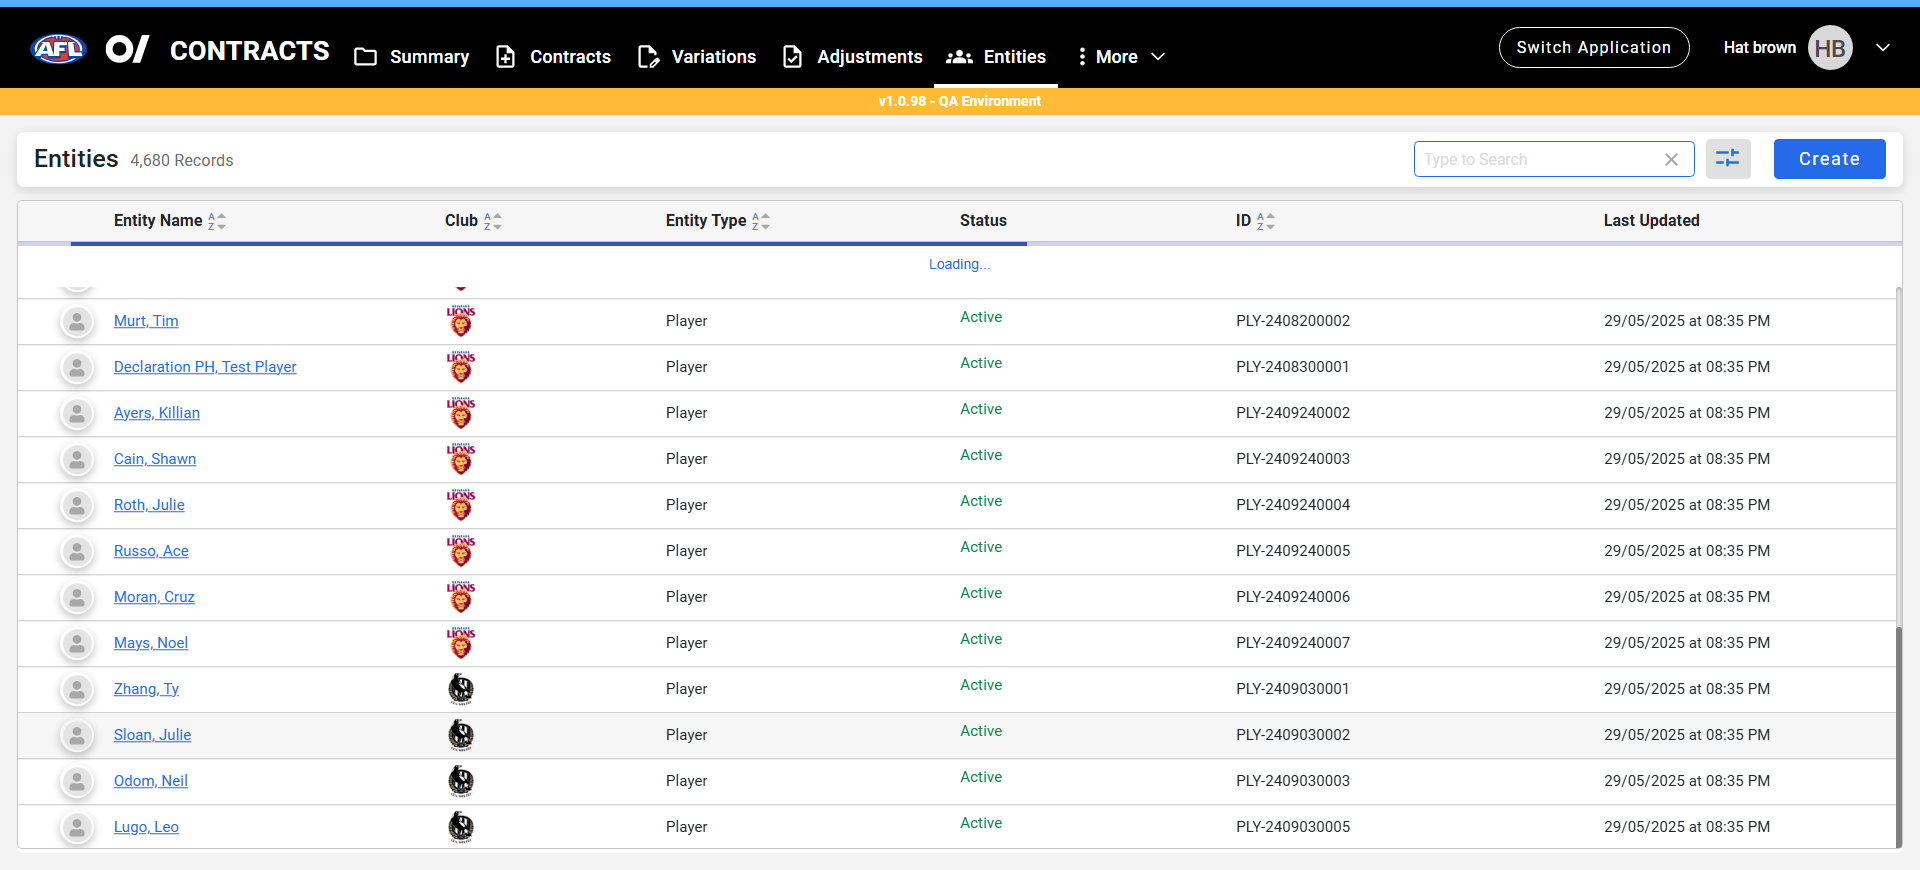 AFL CONTRACTS Summary Contracts Variations Adjustments Entities More Switch Application Hat brown HB
v1.0.98 - QA Environment
Entities 4,680 Records Type to Search Create
Entity Name Club Entity Type Status ID Last Updated
Loading...
Murt, Tim LIONS Player Active PLY-2408200002 29/05/2025 at 08:35 PM
Declaration PH, Test Player LIONS Player Active PLY-2408300001 29/05/2025 at 08:35 PM
Ayers, Killian LIONS Player Active PLY-2409240002 29/05/2025 at 08:35 PM
Cain, Shawn LIONS Player Active PLY-2409240003 29/05/2025 at 08:35 PM
Roth, Julie LIONS Player Active PLY-2409240004 29/05/2025 at 08:35 PM
Russo, Ace LIONS Player Active PLY-2409240005 29/05/2025 at 08:35 PM
Moran, Cruz LIONS Player Active PLY-2409240006 29/05/2025 at 08:35 PM
Mays, Noel LIONS Player Active PLY-2409240007 29/05/2025 at 08:35 PM
Zhang, Ty Player Active PLY-2409030001 29/05/2025 at 08:35 PM
Sloan, Julie Player Active PLY-2409030002 29/05/2025 at 08:35 PM
Odom, Neil Player Active PLY-2409030003 29/05/2025 at 08:35 PM
Lugo, Leo Player Active PLY-2409030005 29/05/2025 at 08:35 PM